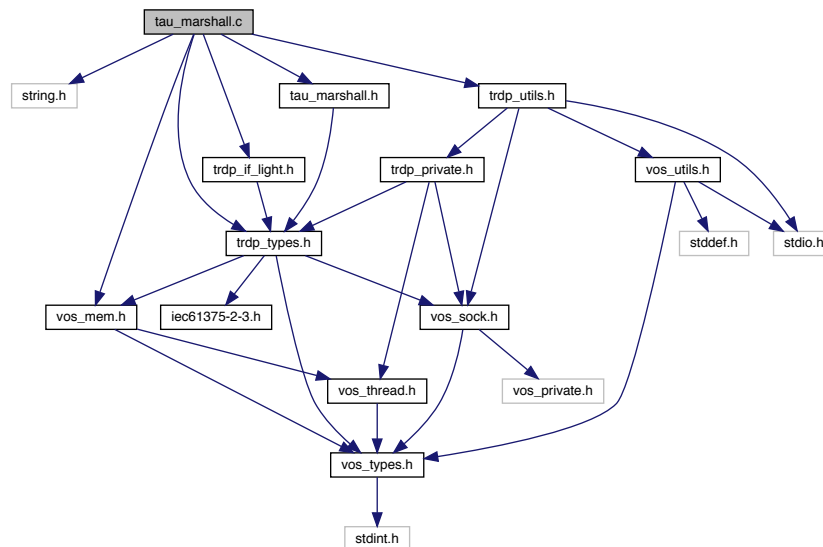 tau_marshall.c
string.h
tau_marshall.h
trdp_utils.h
trdp_if_light.h
trdp_private.h
vos_utils.h
trdp_types.h
stddef.h
stdio.h
vos_mem.h
iec61375-2-3.h
vos_sock.h
vos_thread.h
vos_private.h
vos_types.h
stdint.h